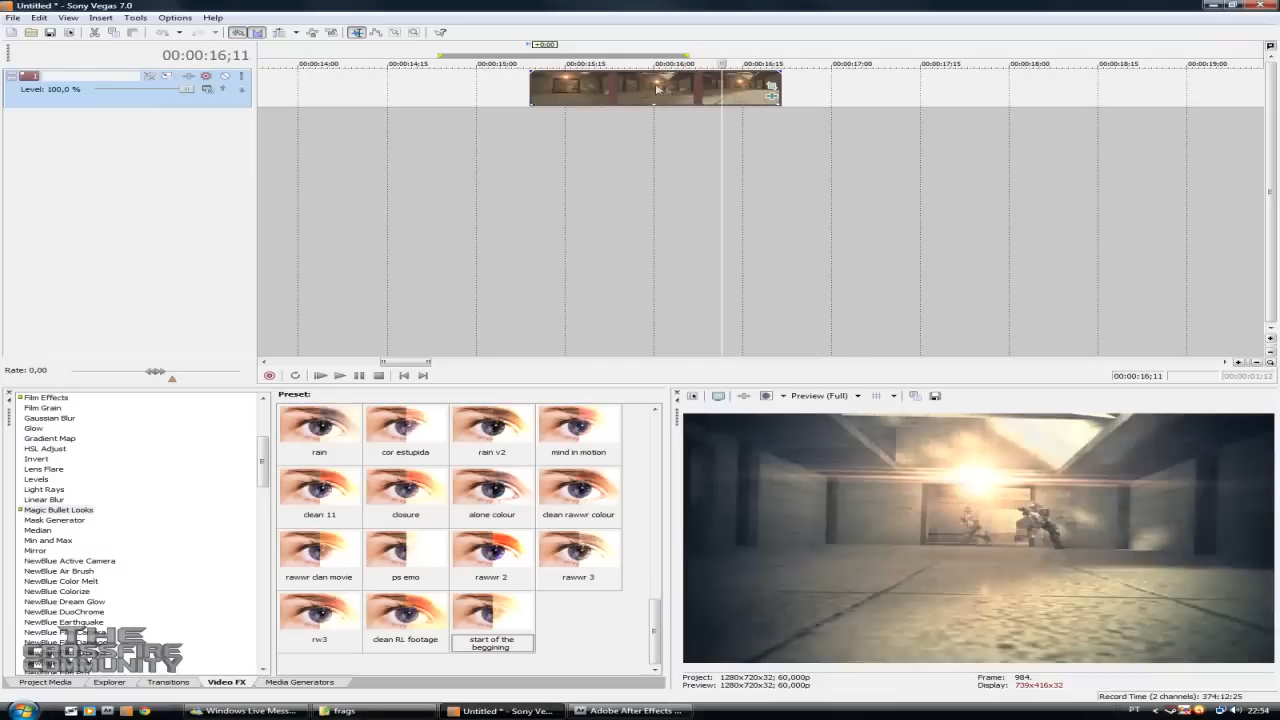 Untitled * - Sony Vegas 7.0
File Edit View Insert Tools Options Help
+0:00
00:00:16;11
00:00:14:00 00:00:14:15 00:00:15:00 00:00:15:15 00:00:16:00 00:00:16:15 00:00:17:00 00:00:17:15 00:00:18:00 00:00:18:15 00:00:19:00
1
Level: 100,0 %
Rate: 0,00
00:00:16;11
00:00:01;12
Film Effects
Film Grain
Gaussian Blur
Glow
Gradient Map
HSL Adjust
Invert
Lens Flare
Levels
Light Rays
Linear Blur
Magic Bullet Looks
Mask Generator
Median
Min and Max
Mirror
NewBlue Active Camera
NewBlue Air Brush
NewBlue Color Melt
NewBlue Colorize
NewBlue Dream Glow
NewBlue DuoChrome
NewBlue Earthquake
THE
CROSSFIRE
COMMUNITY
Preset:
rain cor estupida rain v2 mind in motion
clean 11 closure alone colour clean rawwr colour
rawwr clan movie ps emo rawwr 2 rawwr 3
rw3 clean RL footage start of the beggining
Preview (Full)
Project: 1280x720x32; 60,000p
Preview: 1280x720x32; 60,000p
Frame: 984.
Display: 739x416x32
Project Media Explorer Transitions Video FX Media Generators
Record Time (2 channels): 374:12:25
Windows Live Mess... frags Untitled * - Sony Ve... Adobe After Effects ... PT 22:54